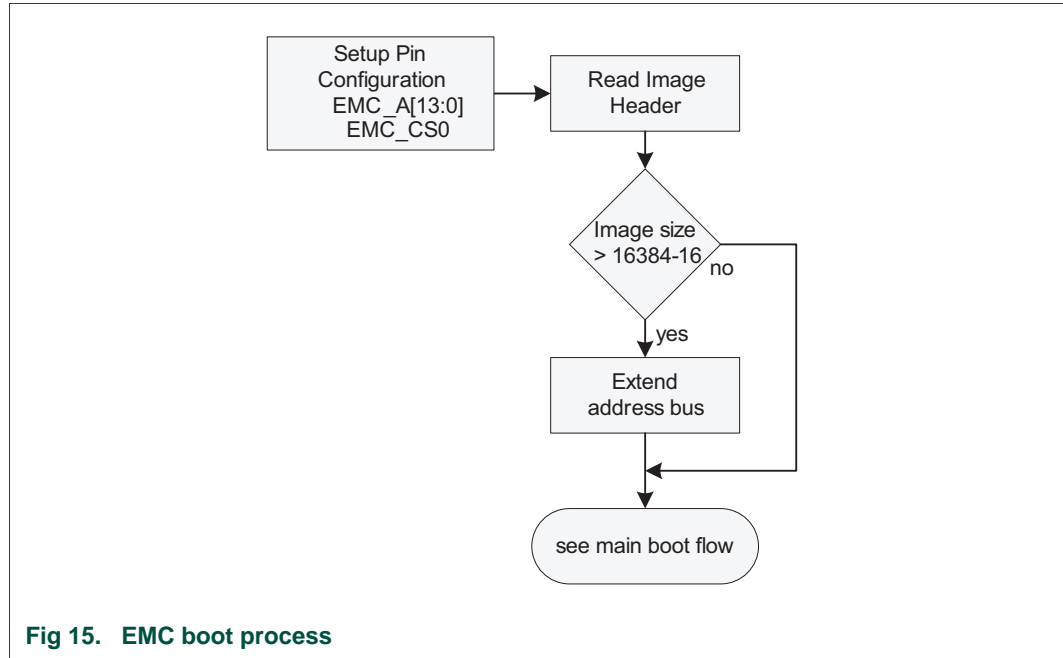 Setup Pin
Configuration
EMC_A[13:0]
EMC_CS0
Read Image
Header
Image size
> 16384-16
no
yes
Extend
address bus
see main boot flow
Fig 15. EMC boot process